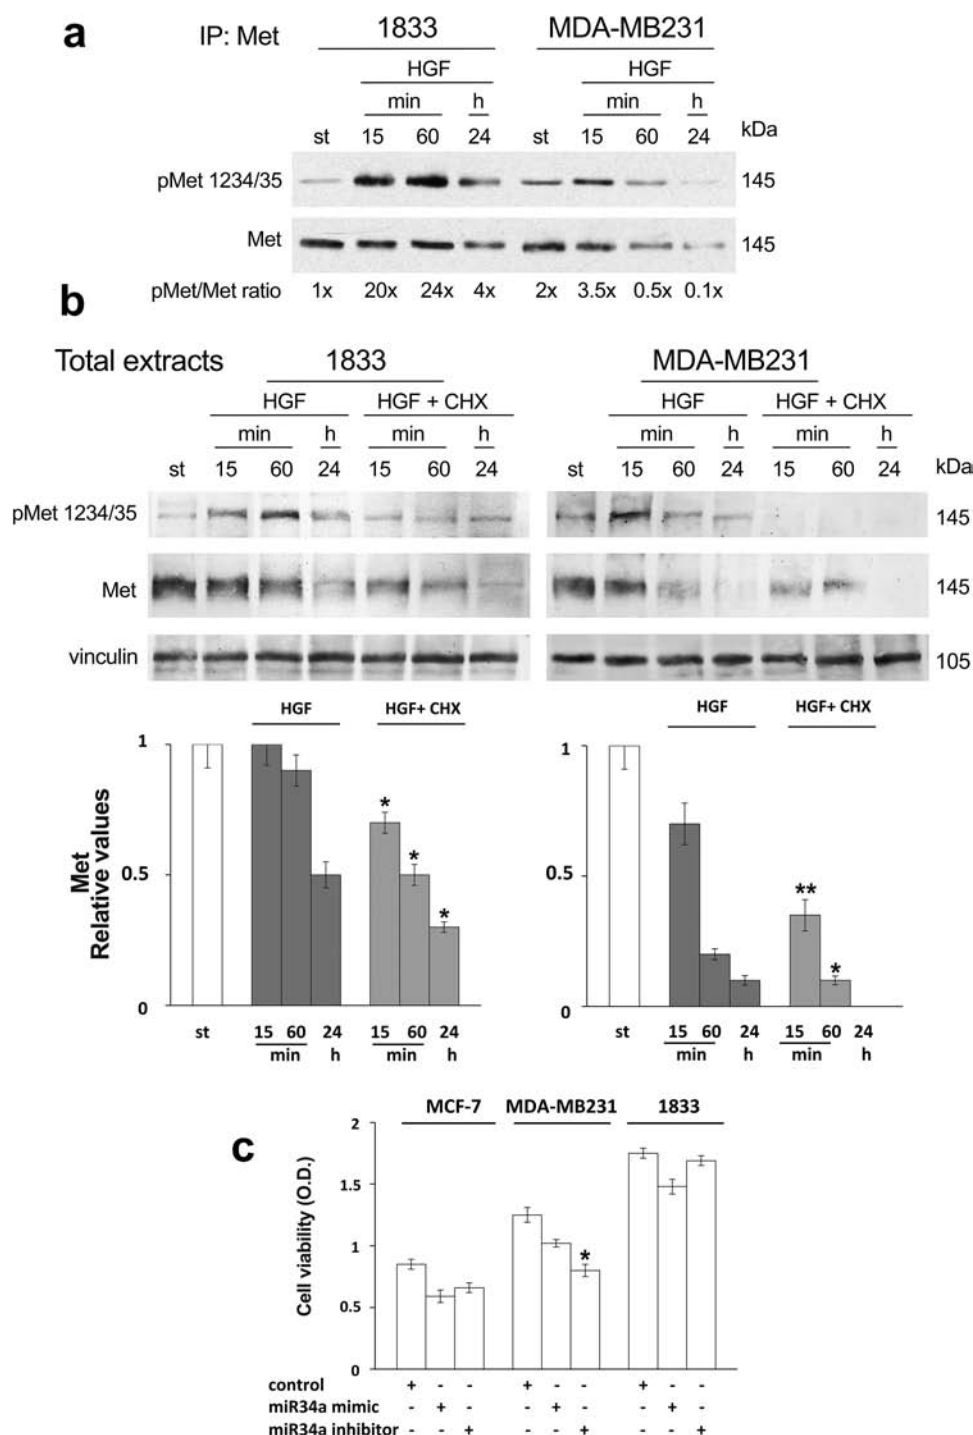 a
IP: Met
1833 MDA-MB231
HGF HGF
min h min h
st 15 60 24 st 15 60 24 kDa
pMet 1234/35 145
Met 145
pMet/Met ratio 1x 20x 24x 4x 2x 3.5x 0.5x 0.1x
b
Total extracts 1833 MDA-MB231
HGF HGF + CHX HGF HGF + CHX
min h min h min h min h
st 15 60 24 15 60 24 st 15 60 24 15 60 24 kDa
pMet 1234/35 145
Met 145
vinculin 105
HGF HGF+ CHX HGF HGF+ CHX
Met
Relative values
1
0.5
0
* * *
st 15 60 24 15 60 24
min h min h
1
0.5
0
** *
st 15 60 24 15 60 24
min h min h
c
MCF-7 MDA-MB231 1833
Cell viability (O.D.)
2
1.5
1
0.5
0
*
control + - - + - - + - -
miR34a mimic - + - - + - - + -
miR34a inhibitor - - + - - + - - +